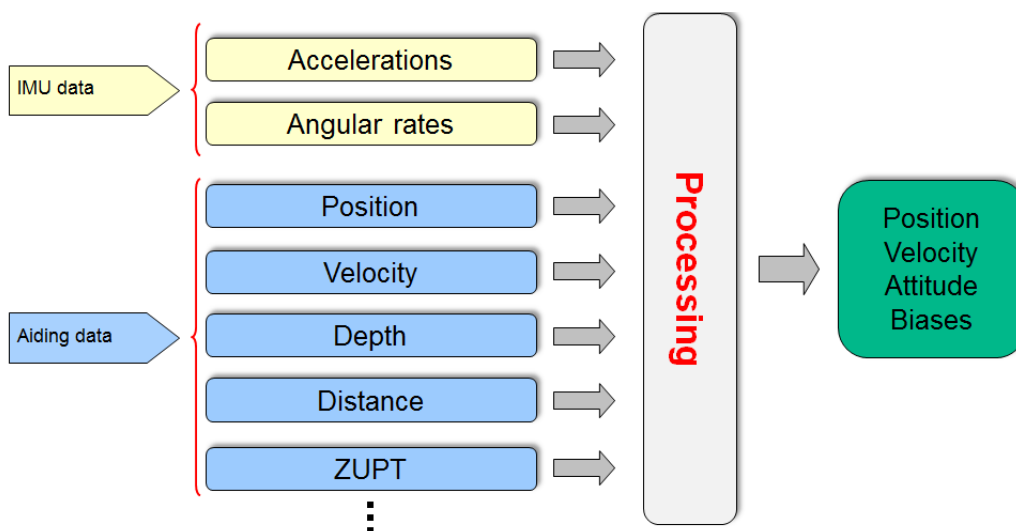 IMU data
Accelerations
Angular rates
Aiding data
Position
Velocity
Depth
Distance
ZUPT
Processing
Position
Velocity
Attitude
Biases